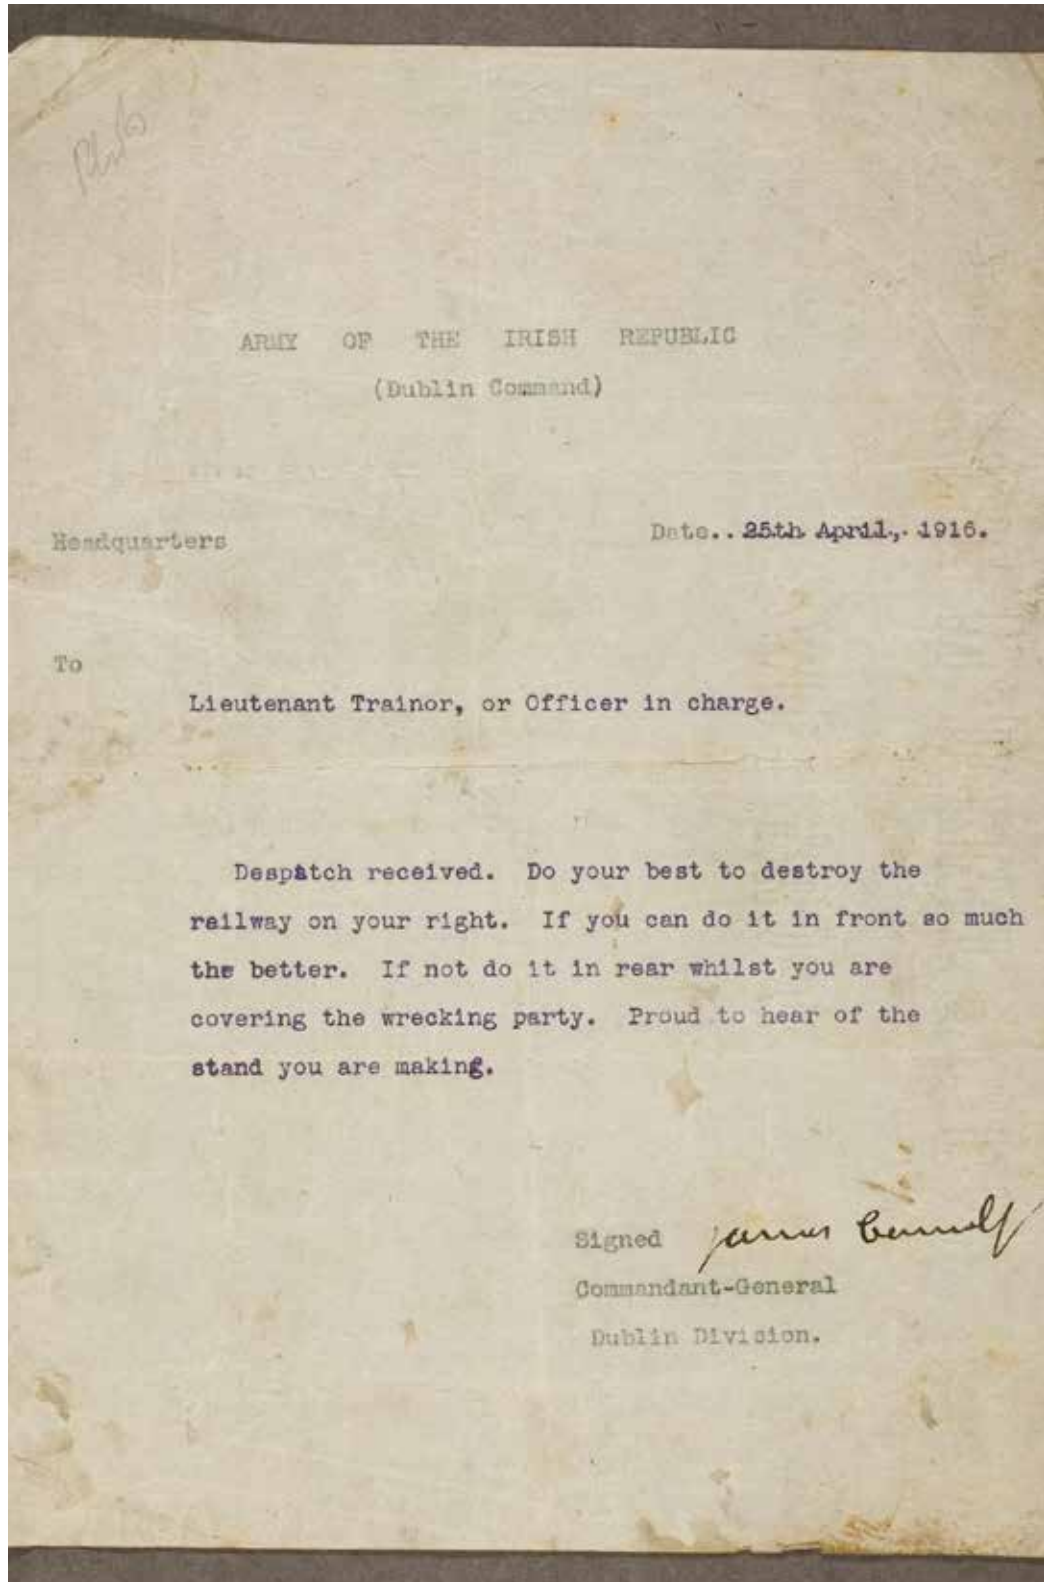 ARMY OF THE IRISH REPUBLIC
(Dublin Command)
Headquarters
Date.. 25th April,. 1916.
To
Lieutenant Trainor, or Officer in charge.
Despatch received. Do your best to destroy the
railway on your right. If you can do it in front so much
the better. If not do it in rear whilst you are
covering the wrecking party. Proud to hear of the
stand you are making.
Signed James Connolly
Commandant-General
Dublin Division.